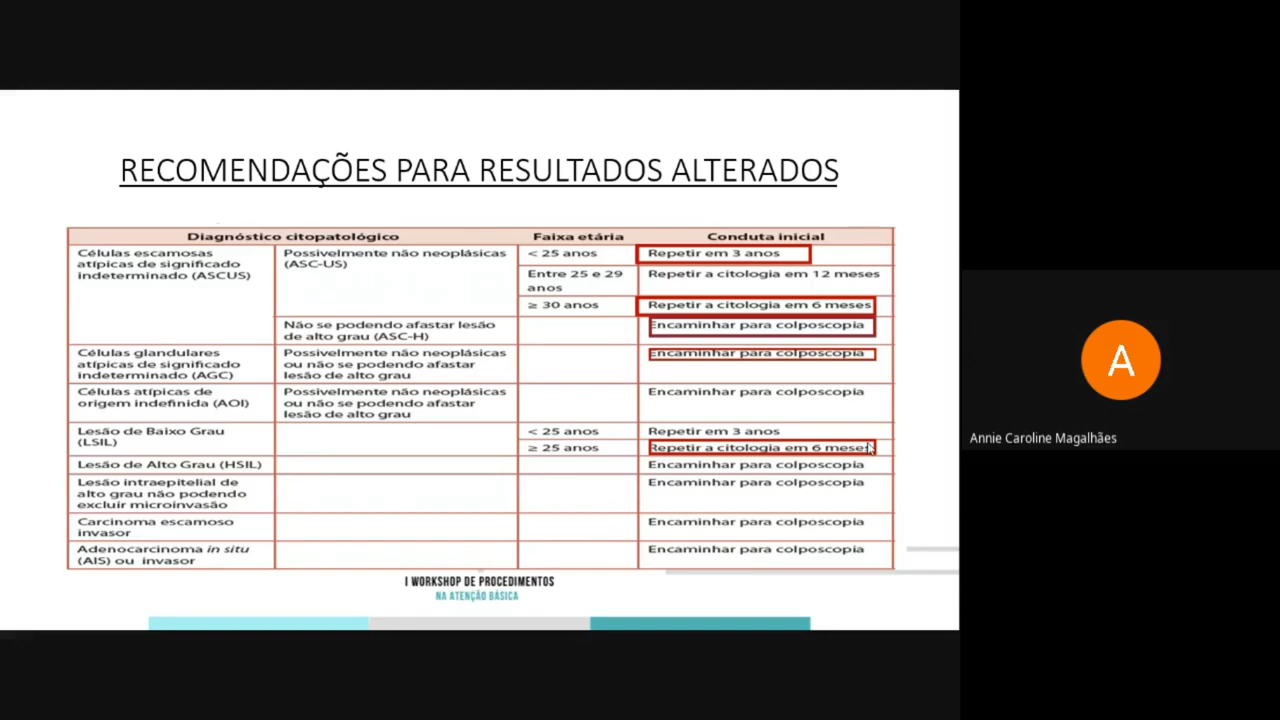 RECOMENDAÇÕES PARA RESULTADOS ALTERADOS
Diagnóstico citopatológico Faixa etária Conduta inicial
Células escamosas atípicas de significado indeterminado (ASCUS)
Possivelmente não neoplásicas (ASC-US)
< 25 anos
Repetir em 3 anos
Entre 25 e 29 anos
Repetir a citologia em 12 meses
≥ 30 anos
Repetir a citologia em 6 meses
Não se podendo afastar lesão de alto grau (ASC-H)
Encaminhar para colposcopia
Células glandulares atípicas de significado indeterminado (AGC)
Possivelmente não neoplásicas ou não se podendo afastar lesão de alto grau
Encaminhar para colposcopia
Células atípicas de origem indefinida (AOI)
Possivelmente não neoplásicas ou não se podendo afastar lesão de alto grau
Encaminhar para colposcopia
Lesão de Baixo Grau (LSIL)
< 25 anos
Repetir em 3 anos
≥ 25 anos
Repetir a citologia em 6 meses
Lesão de Alto Grau (HSIL)
Encaminhar para colposcopia
Lesão intraepitelial de alto grau não podendo excluir microinvasão
Encaminhar para colposcopia
Carcinoma escamoso invasor
Encaminhar para colposcopia
Adenocarcinoma in situ (AIS) ou invasor
Encaminhar para colposcopia
I WORKSHOP DE PROCEDIMENTOS
NA ATENÇÃO BÁSICA
A
Annie Caroline Magalhães